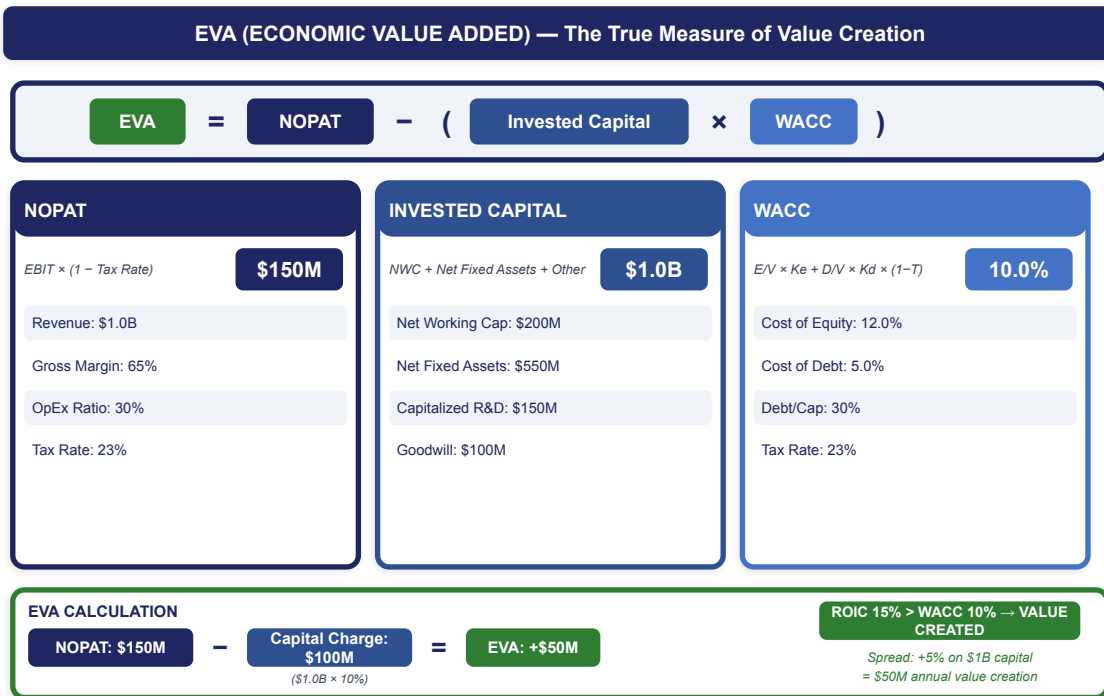 EVA (ECONOMIC VALUE ADDED) — The True Measure of Value Creation
EVA = NOPAT − ( Invested Capital × WACC )
NOPAT
EBIT × (1 − Tax Rate) $150M
Revenue: $1.0B
Gross Margin: 65%
OpEx Ratio: 30%
Tax Rate: 23%
INVESTED CAPITAL
NWC + Net Fixed Assets + Other $1.0B
Net Working Cap: $200M
Net Fixed Assets: $550M
Capitalized R&D: $150M
Goodwill: $100M
WACC
E/V × Ke + D/V × Kd × (1−T) 10.0%
Cost of Equity: 12.0%
Cost of Debt: 5.0%
Debt/Cap: 30%
Tax Rate: 23%
EVA CALCULATION
NOPAT: $150M
−
Capital Charge:
$100M
=
EVA: +$50M
($1.0B × 10%)
ROIC 15% > WACC 10% → VALUE
CREATED
Spread: +5% on $1B capital
= $50M annual value creation